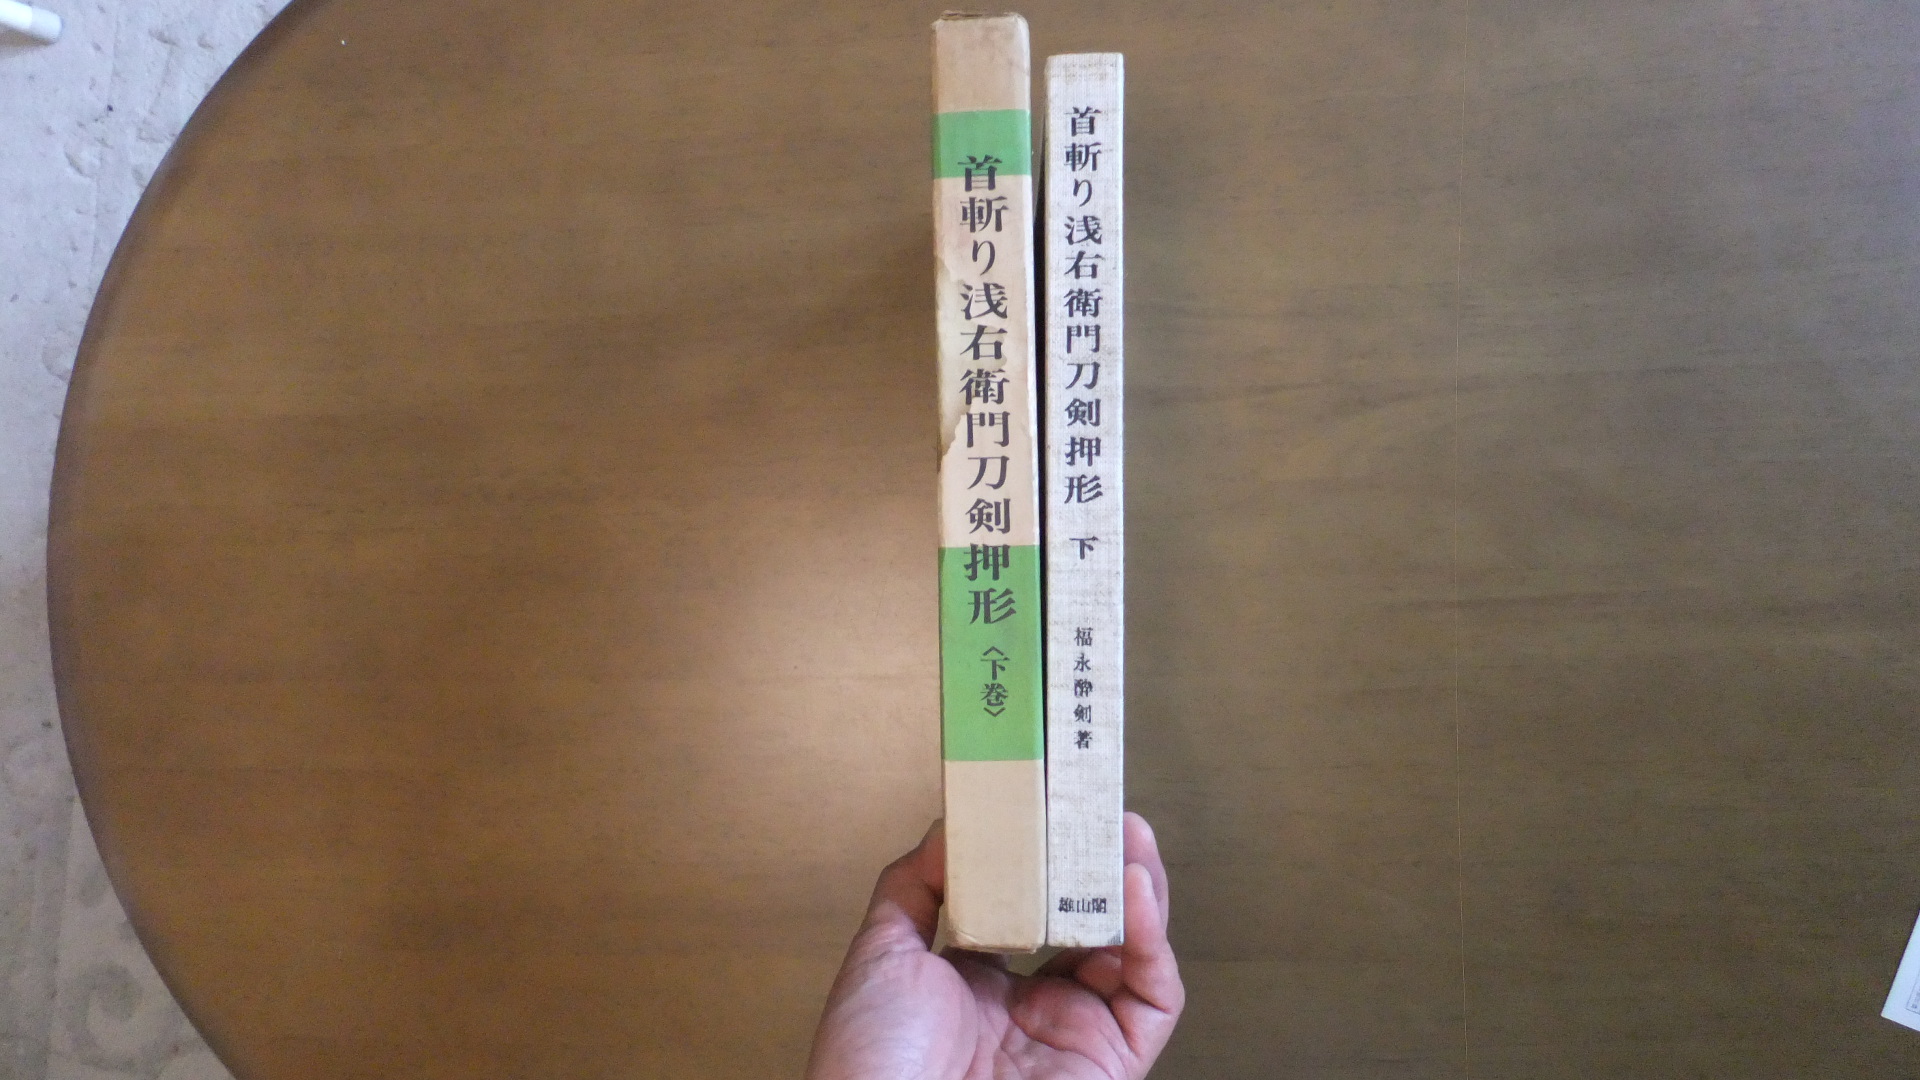 首斬り浅右衛門刀剣押形
〈下巻〉
首斬り浅右衛門刀剣押形 下
福永酔剣著
雄山閣